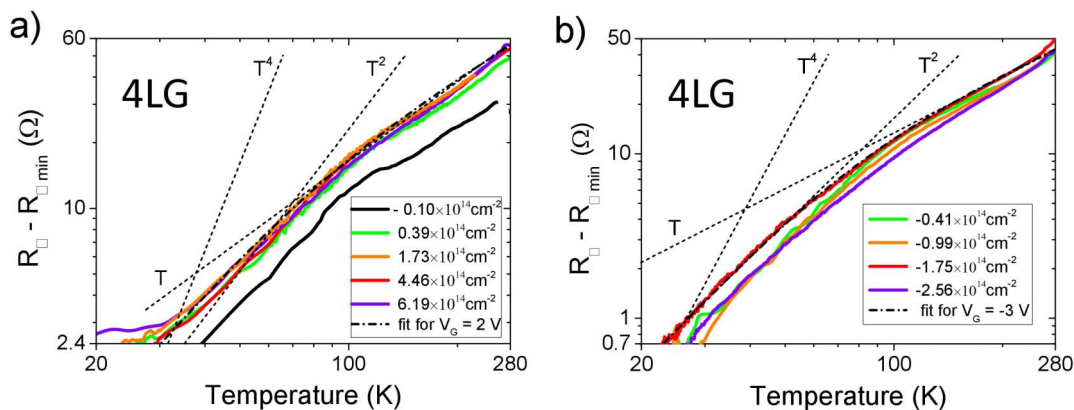 a)
60
10
2.4
R□ - R□ min (Ω)
4LG
T⁴
T²
T
- 0.10×10¹⁴cm⁻²
0.39×10¹⁴cm⁻²
1.73×10¹⁴cm⁻²
4.46×10¹⁴cm⁻²
6.19×10¹⁴cm⁻²
fit for V_G = 2 V
20
100
280
Temperature (K)
b)
50
10
1
0.7
R□ - R□ min (Ω)
4LG
T⁴
T²
T
-0.41×10¹⁴cm⁻²
-0.99×10¹⁴cm⁻²
-1.75×10¹⁴cm⁻²
-2.56×10¹⁴cm⁻²
fit for V_G = -3 V
20
100
280
Temperature (K)